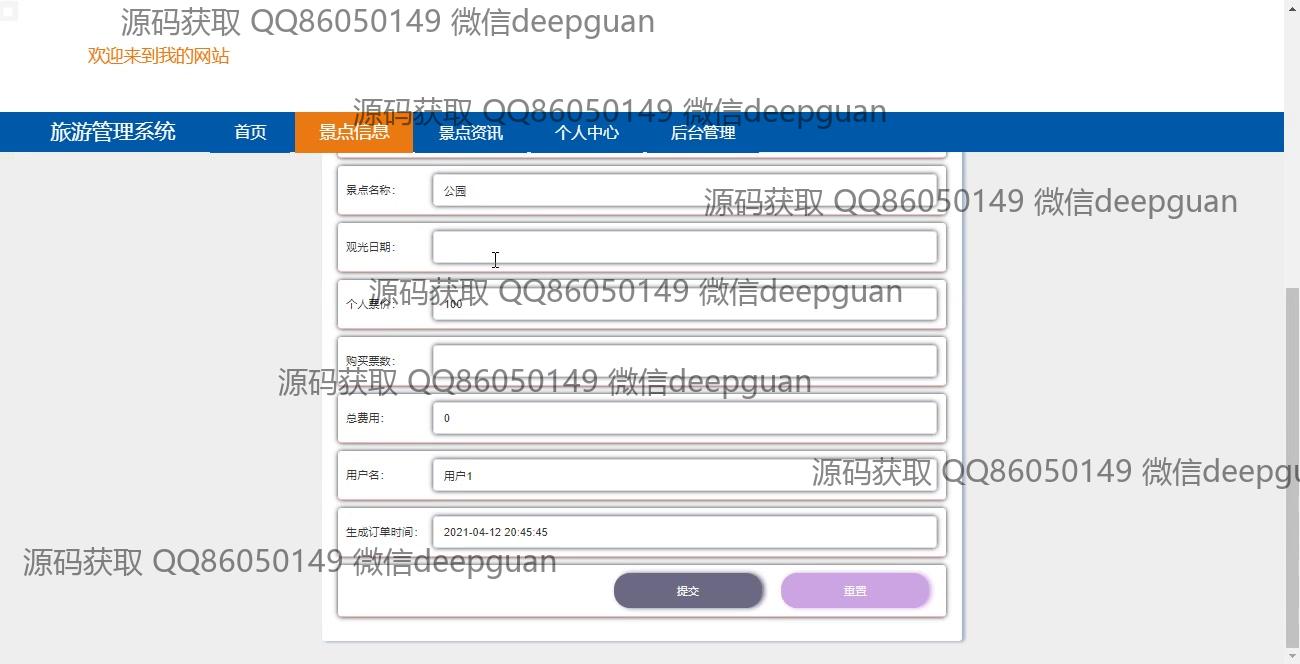 源码获取 QQ86050149 微信deepguan
欢迎来到我的网站
源码获取 QQ86050149 微信deepguan
旅游管理系统 首页 景点信息 景点资讯 个人中心 后台管理
景点名称： 公园
源码获取 QQ86050149 微信deepguan
观光日期：
源码获取 QQ86050149 微信deepguan
个人票价： 100
购买票数：
源码获取 QQ86050149 微信deepguan
总费用： 0
源码获取 QQ86050149 微信deepgu
用户名： 用户1
生成订单时间： 2021-04-12 20:45:45
源码获取 QQ86050149 微信deepguan
提交 重置